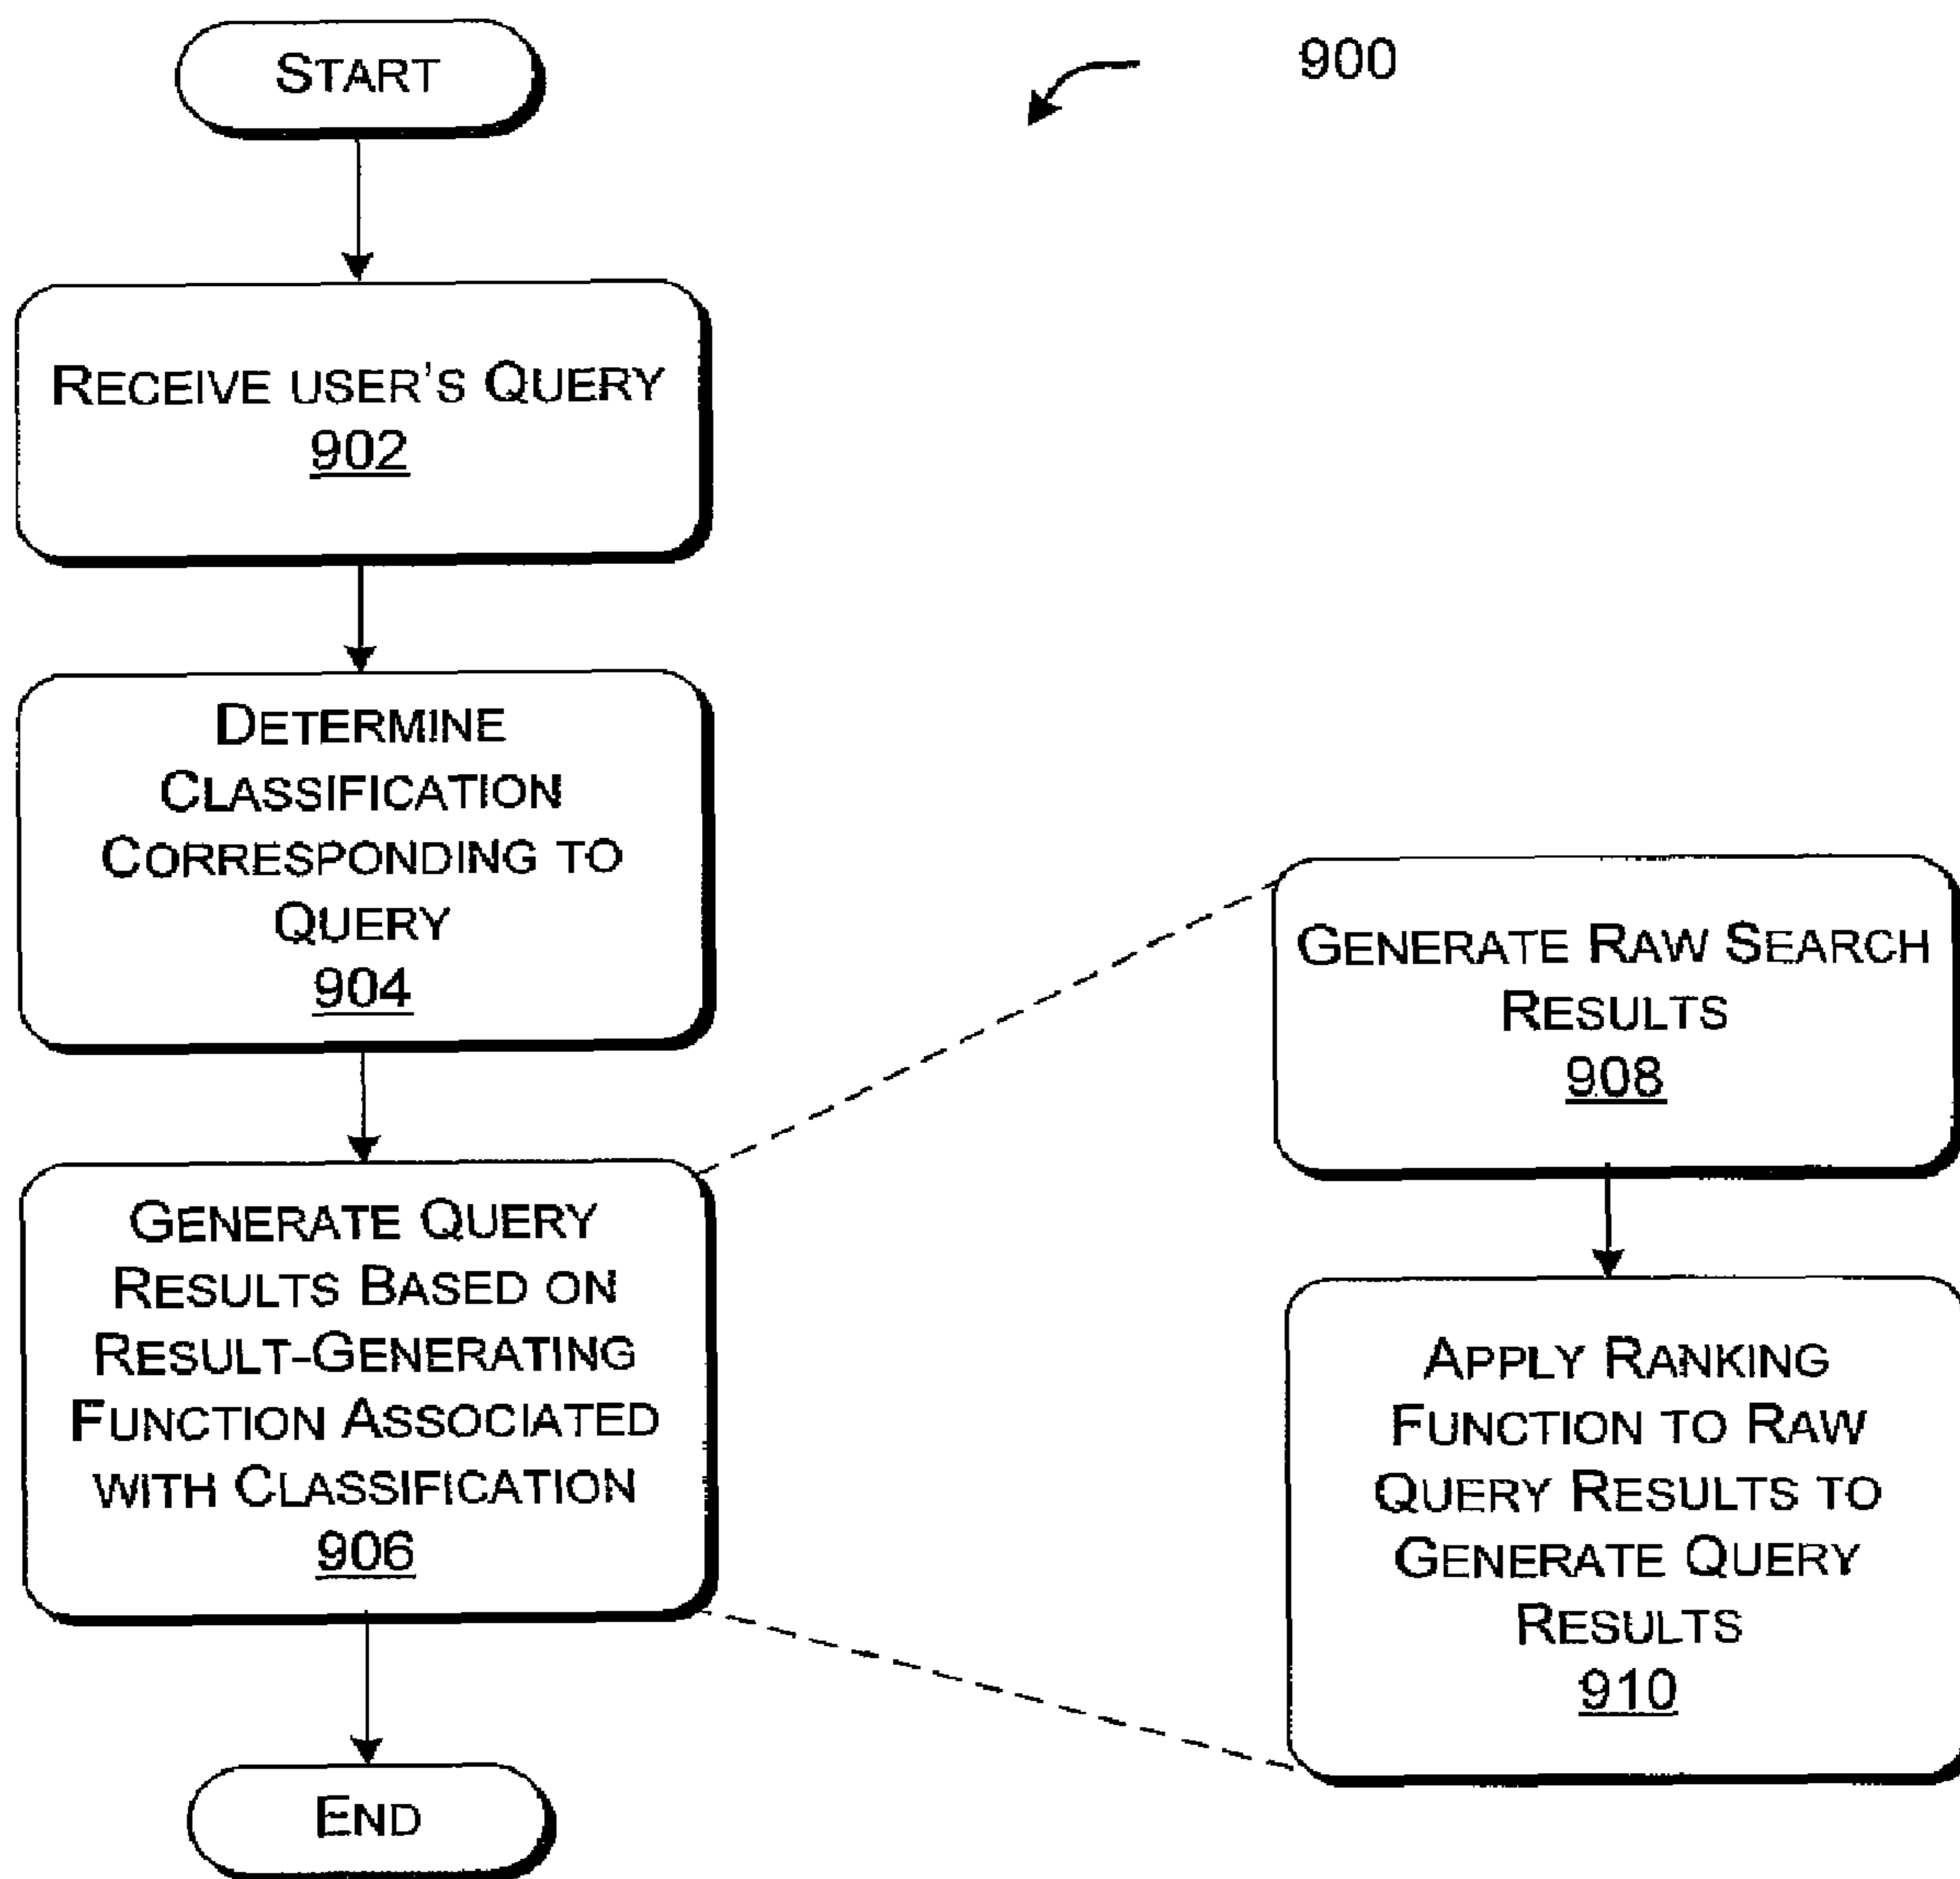 START
900
RECEIVE USER'S QUERY
902
DETERMINE
CLASSIFICATION
CORRESPONDING TO
QUERY
904
GENERATE QUERY
RESULTS BASED ON
RESULT-GENERATING
FUNCTION ASSOCIATED
WITH CLASSIFICATION
906
END
GENERATE RAW SEARCH
RESULTS
908
APPLY RANKING
FUNCTION TO RAW
QUERY RESULTS TO
GENERATE QUERY
RESULTS
910